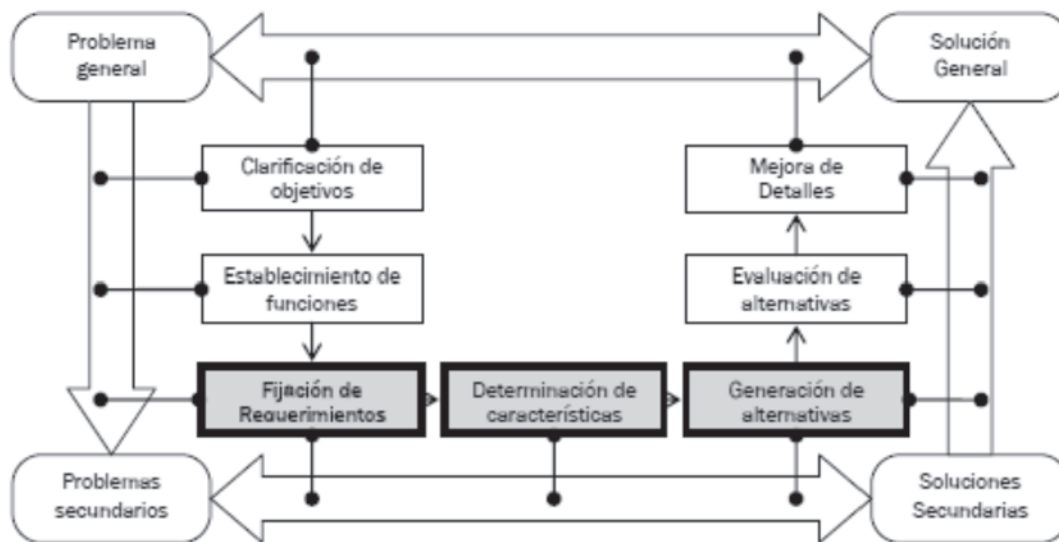 Problema
general
Solución
General
Clarificación de
objetivos
Mejora de
Detalles
Establecimiento de
funciones
Evaluación de
alternativas
Fijación de
Requerimientos
Determinación de
características
Generación de
alternativas
Problemas
secundarios
Soluciones
Secundarias